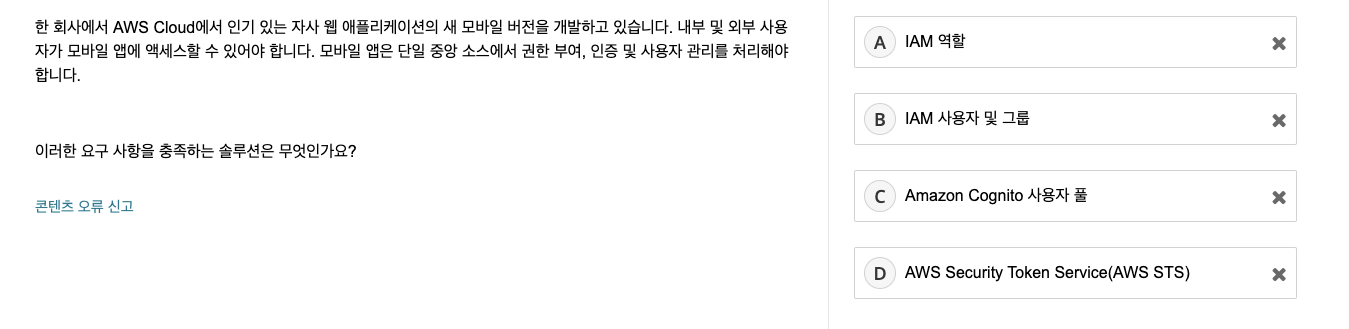 한 회사에서 AWS Cloud에서 인기 있는 자사 웹 애플리케이션의 새 모바일 버전을 개발하고 있습니다. 내부 및 외부 사용
자가 모바일 앱에 액세스할 수 있어야 합니다. 모바일 앱은 단일 중앙 소스에서 권한 부여, 인증 및 사용자 관리를 처리해야
합니다.
이러한 요구 사항을 충족하는 솔루션은 무엇인가요?
콘텐츠 오류 신고
A IAM 역할
B IAM 사용자 및 그룹
C Amazon Cognito 사용자 풀
D AWS Security Token Service(AWS STS)